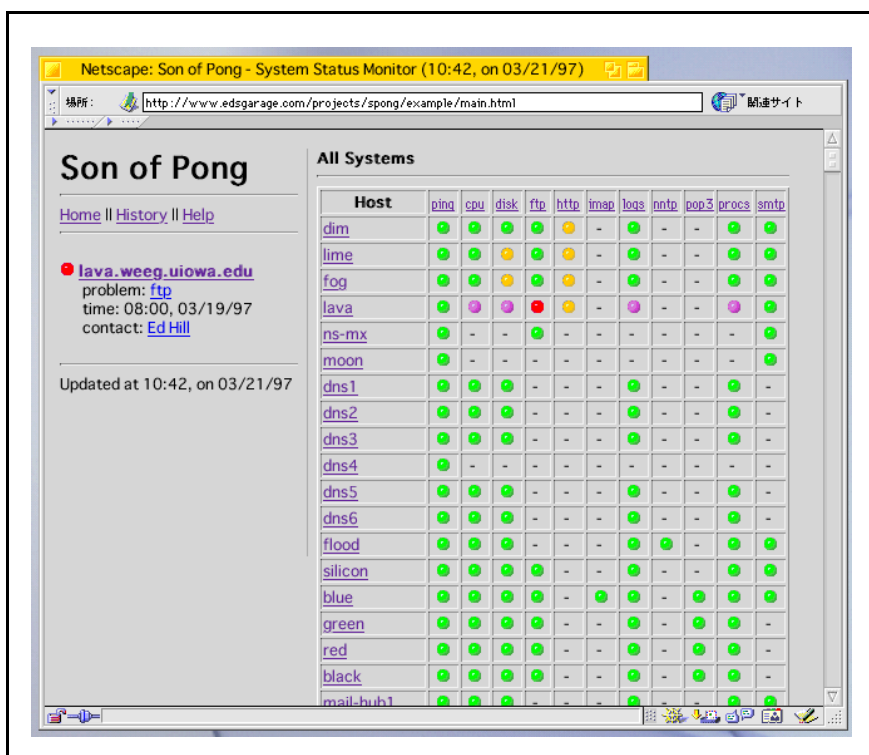 Netscape: Son of Pong - System Status Monitor (10:42, on 03/21/97)
場所: http://www.edsgarage.com/projects/spong/example/main.html 関連サイト
Son of Pong
Home || History || Help
lava.weeg.uiowa.edu
problem: ftp
time: 08:00, 03/19/97
contact: Ed Hill
Updated at 10:42, on 03/21/97
All Systems
Host ping cpu disk ftp http imap logs nntp pop3 procs smtp
dim - - -
lime - - -
fog - - -
lava - - -
ns-mx - - - - - - - -
moon - - - - - - - - -
dns1 - - - - - -
dns2 - - - - - -
dns3 - - - - - -
dns4 - - - - - - - - - -
dns5 - - - - - -
dns6 - - - - - -
flood - - - -
silicon - - - -
blue - -
green - - - -
red - - - -
black - - - -
mail-hub1 - - - - -